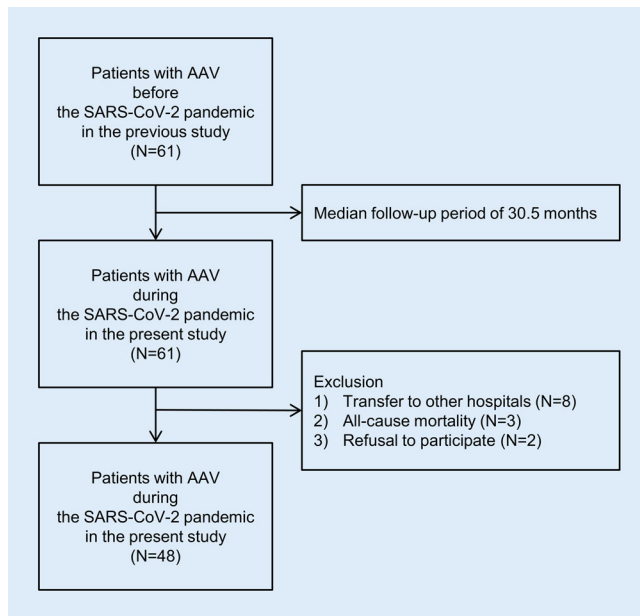 Patients with AAV
before
the SARS-CoV-2 pandemic
in the previous study
(N=61)
Median follow-up period of 30.5 months
Patients with AAV
during
the SARS-CoV-2 pandemic
in the present study
(N=61)
Exclusion
1) Transfer to other hospitals (N=8)
2) All-cause mortality (N=3)
3) Refusal to participate (N=2)
Patients with AAV
during
the SARS-CoV-2 pandemic
in the present study
(N=48)